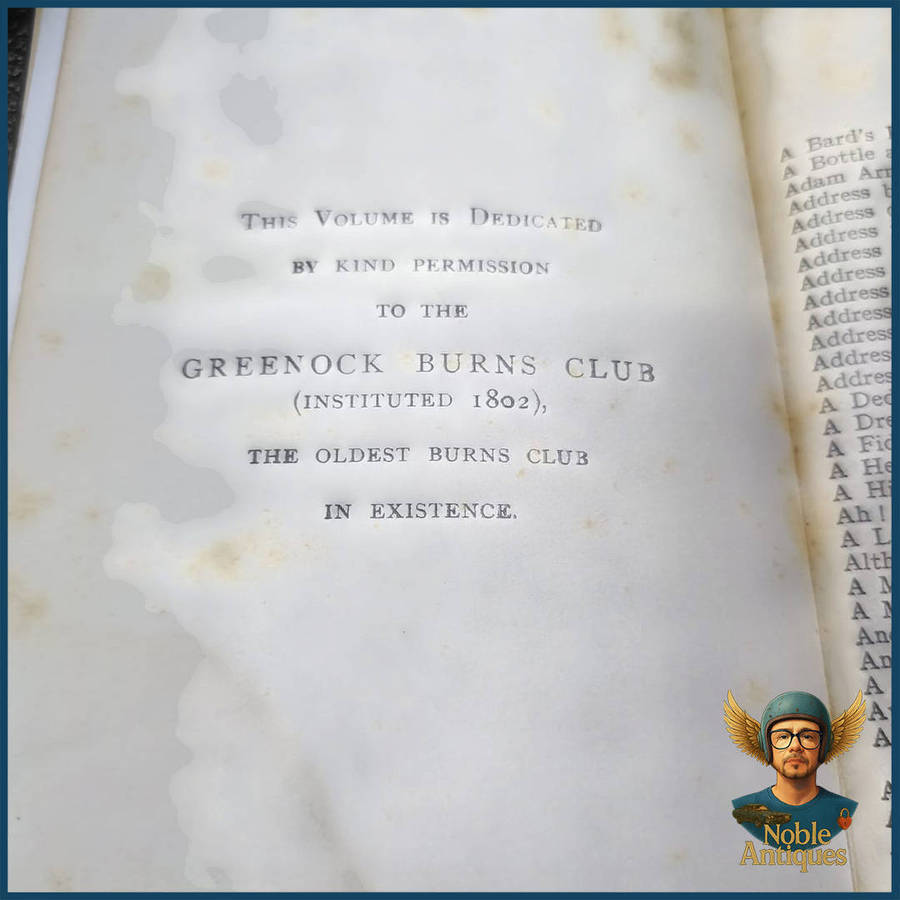 THIS VOLUME IS DEDICATED
BY KIND PERMISSION
TO THE
GREENOCK BURNS CLUB
(INSTITUTED 1802),
THE OLDEST BURNS CLUB
IN EXISTENCE.
A Bard's
A Bottle
Adam
Address
Address
Address
Address
Address
Address
Address
Address
Address
Address
A
A
A
A
A
Ah!
A
A
A
A
A
Noble
Antiques